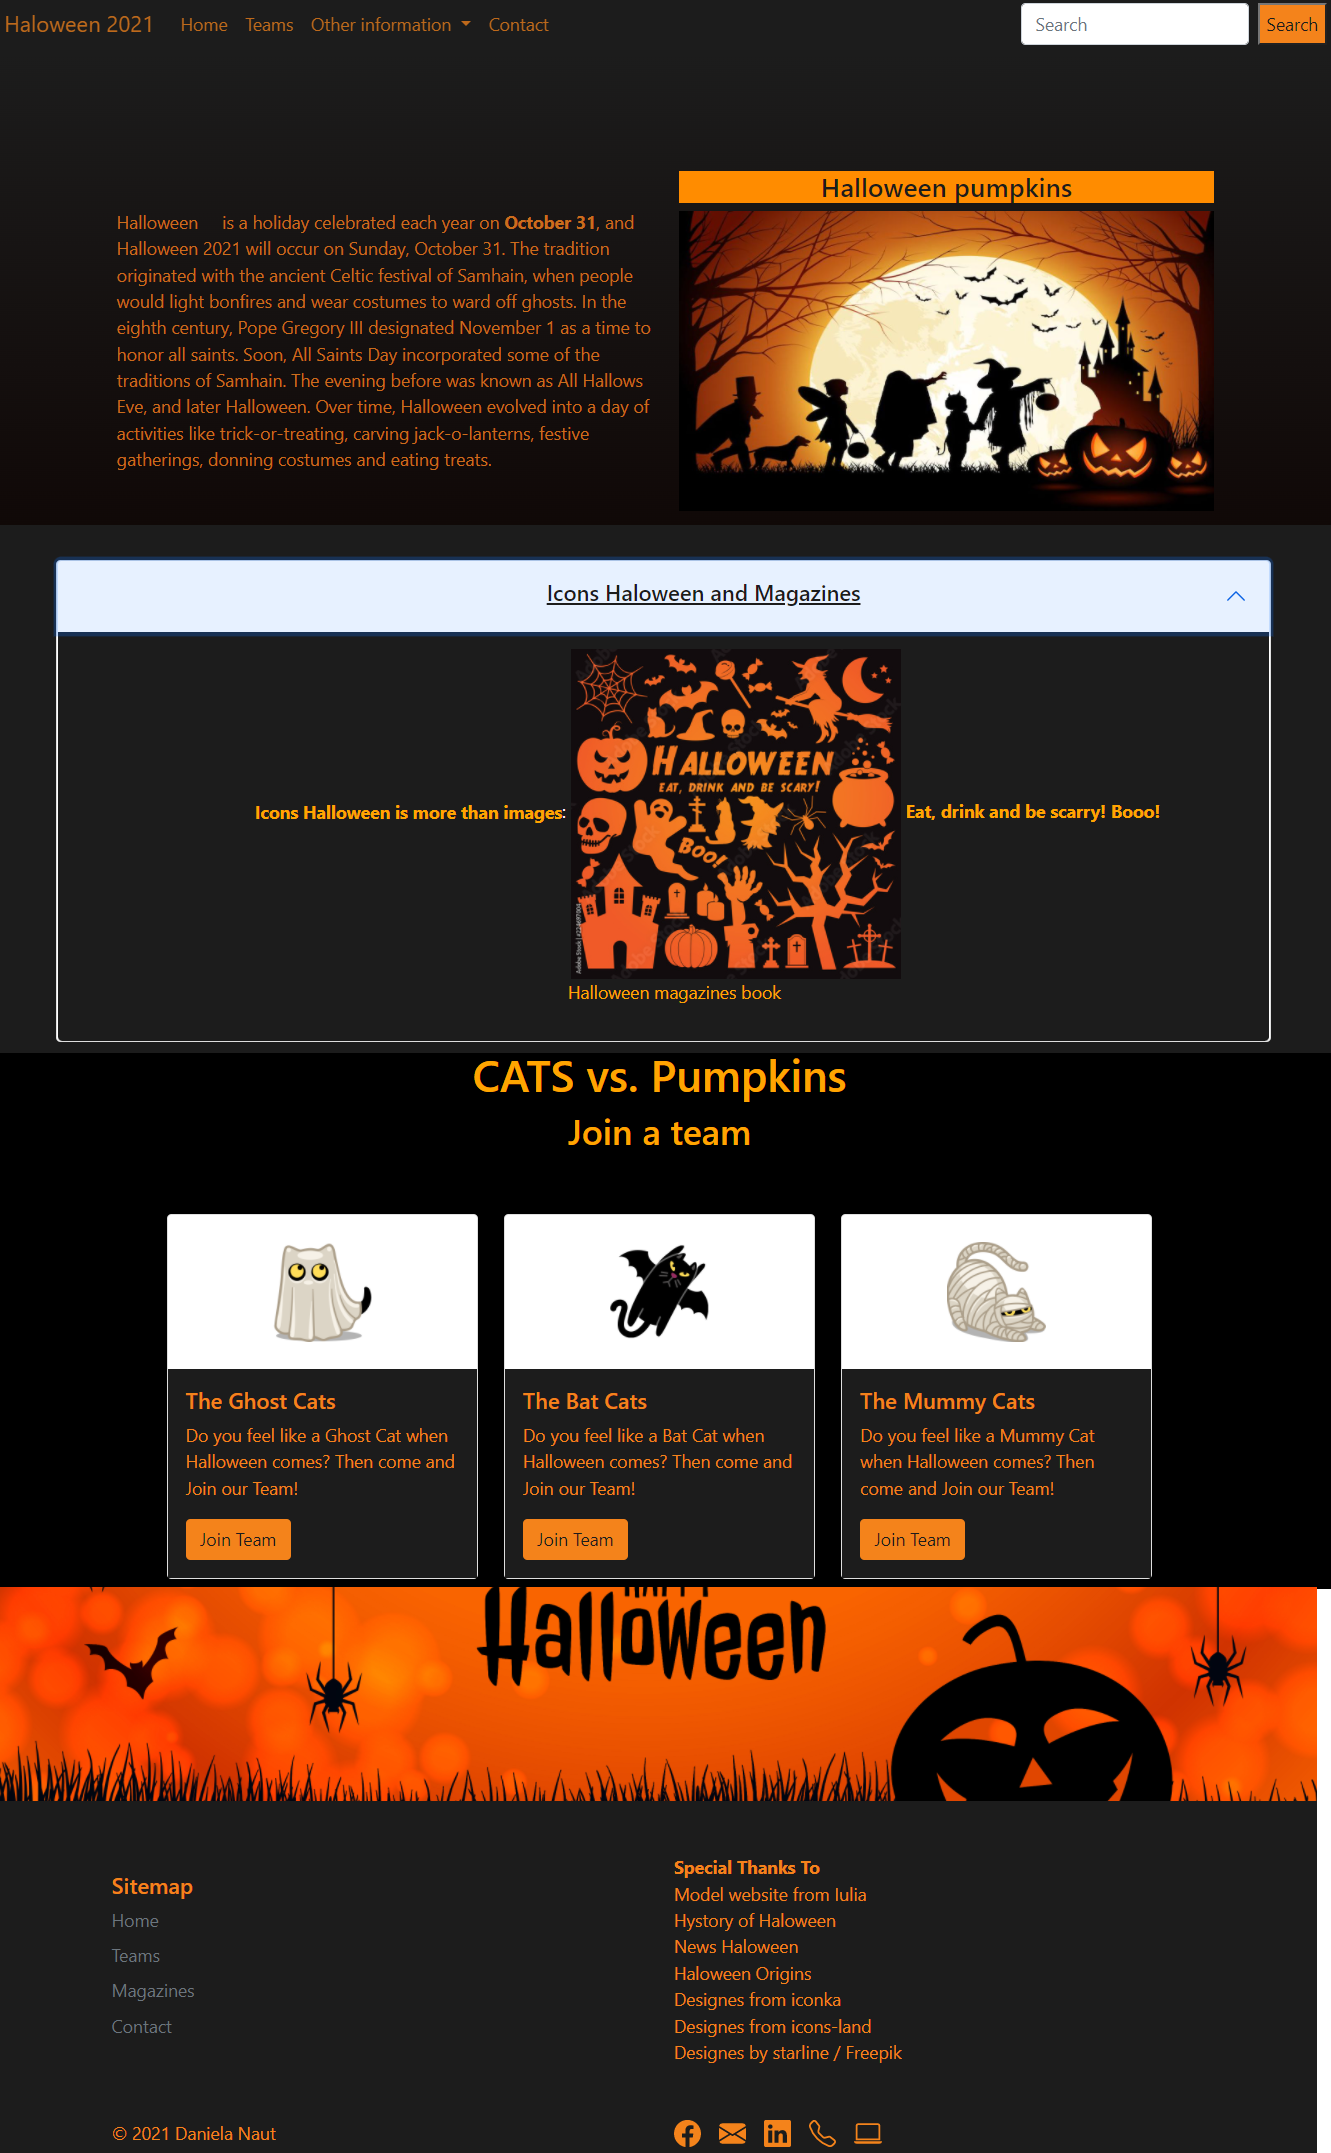 Haloween 2021 Home Teams Other information Contact Search Search
Halloween pumpkins
Halloween is a holiday celebrated each year on October 31, and
Halloween 2021 will occur on Sunday, October 31. The tradition
originated with the ancient Celtic festival of Samhain, when people
would light bonfires and wear costumes to ward off ghosts. In the
eighth century, Pope Gregory III designated November 1 as a time to
honor all saints. Soon, All Saints Day incorporated some of the
traditions of Samhain. The evening before was known as All Hallows
Eve, and later Halloween. Over time, Halloween evolved into a day of
activities like trick-or-treating, carving jack-o-lanterns, festive
gatherings, donning costumes and eating treats.
Icons Haloween and Magazines
Icons Halloween is more than images:
HALLOWEEN
EAT, DRINK AND BE SCARY!
BOO!
Eat, drink and be scarry! Booo!
Halloween magazines book
CATS vs. Pumpkins
Join a team
The Ghost Cats
Do you feel like a Ghost Cat when
Halloween comes? Then come and
Join our Team!
Join Team
The Bat Cats
Do you feel like a Bat Cat when
Halloween comes? Then come and
Join our Team!
Join Team
The Mummy Cats
Do you feel like a Mummy Cat
when Halloween comes? Then
come and Join our Team!
Join Team
Halloween
Sitemap
Home
Teams
Magazines
Contact
Special Thanks To
Model website from Iulia
Hystory of Haloween
News Haloween
Haloween Origins
Designes from iconka
Designes from icons-land
Designes by starline / Freepik
© 2021 Daniela Naut